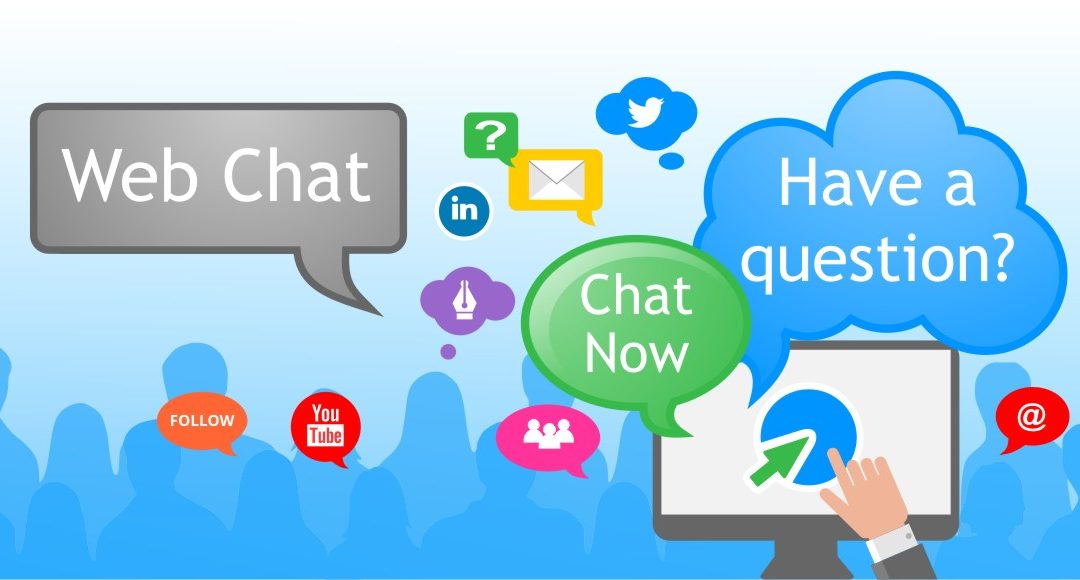 Web Chat
?
in
Have a
question?
Chat
Now
FOLLOW
You
Tube
@